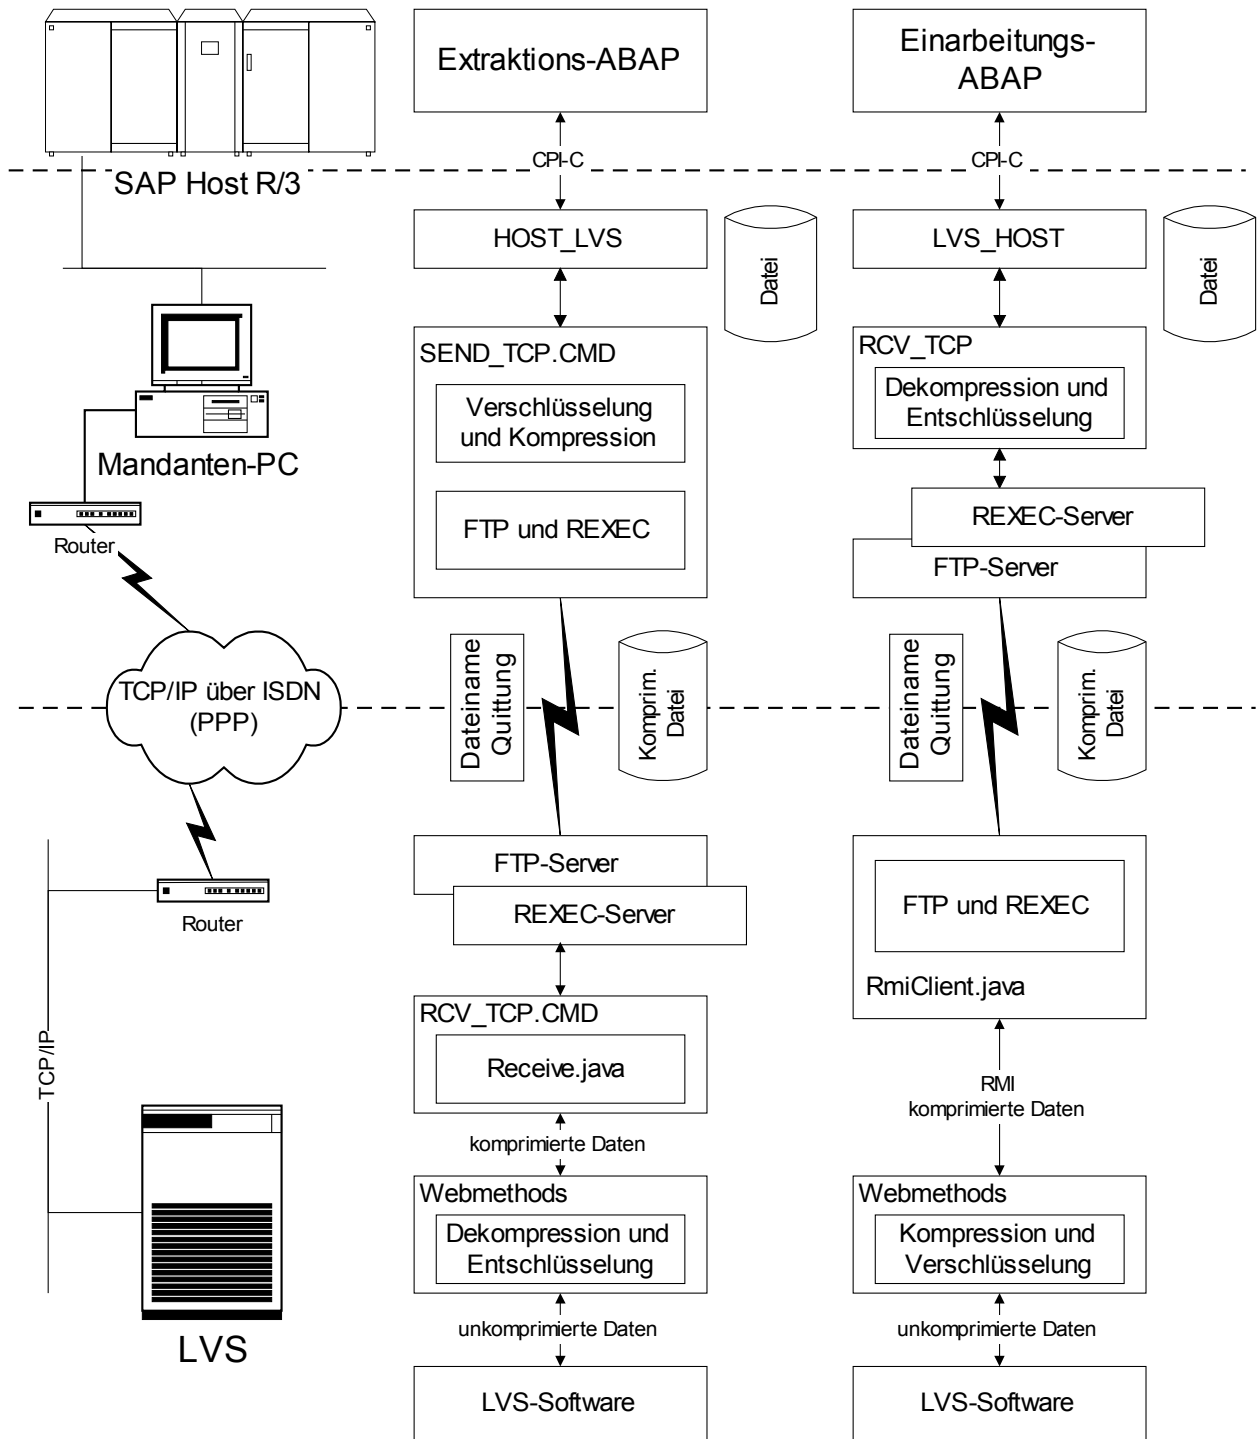 SAP Host R/3
Mandanten-PC
Router
TCP/IP über ISDN
(PPP)
Router
TCP/IP
LVS
Extraktions-ABAP
CPI-C
HOST_LVS
Datei
SEND_TCP.CMD
Verschlüsselung
und Kompression
FTP und REXEC
Dateiname
Quittung
Komprim.
Datei
FTP-Server
REXEC-Server
RCV_TCP.CMD
Receive.java
komprimierte Daten
Webmethods
Dekompression und
Entschlüsselung
unkomprimierte Daten
LVS-Software
Einarbeitungs-
ABAP
CPI-C
LVS_HOST
Datei
RCV_TCP
Dekompression und
Entschlüsselung
REXEC-Server
FTP-Server
Dateiname
Quittung
Komprim.
Datei
FTP und REXEC
RmiClient.java
RMI
komprimierte Daten
Webmethods
Kompression und
Verschlüsselung
unkomprimierte Daten
LVS-Software